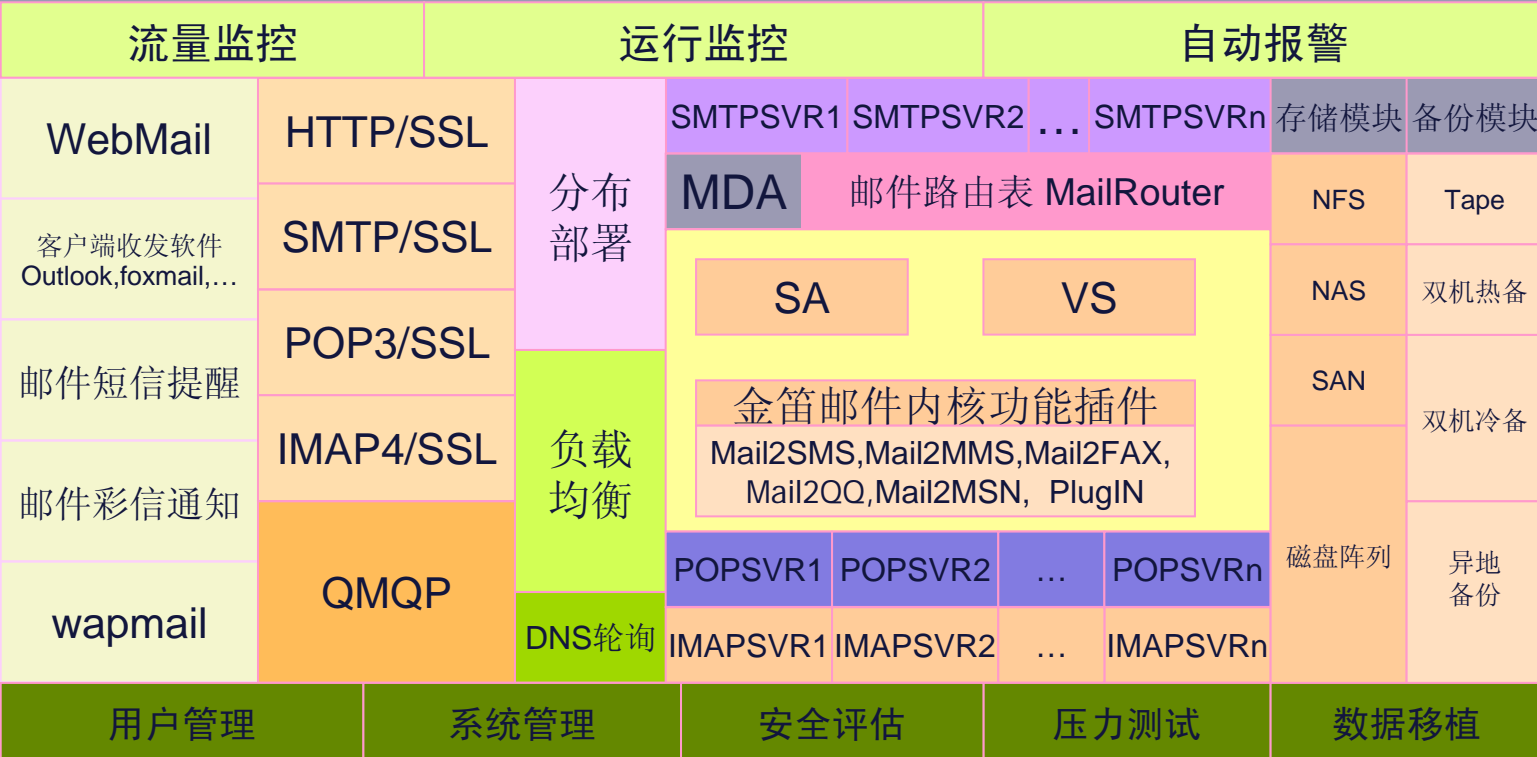 流量监控
运行监控
自动报警
WebMail
客户端收发软件
Outlook,foxmail,…
邮件短信提醒
邮件彩信通知
wapmail
HTTP/SSL
SMTP/SSL
POP3/SSL
IMAP4/SSL
QMQP
分布
部署
负载
均衡
DNS轮询
SMTPSVR1 SMTPSVR2 … SMTPSVRn
MDA 邮件路由表 MailRouter
SA VS
金笛邮件内核功能插件
Mail2SMS,Mail2MMS,Mail2FAX,
Mail2QQ,Mail2MSN, PlugIN
POPSVR1 POPSVR2 … POPSVRn
IMAPSVR1 IMAPSVR2 … IMAPSVRn
存储模块
NFS
NAS
SAN
磁盘阵列
备份模块
Tape
双机热备
双机冷备
异地
备份
用户管理
系统管理
安全评估
压力测试
数据移植